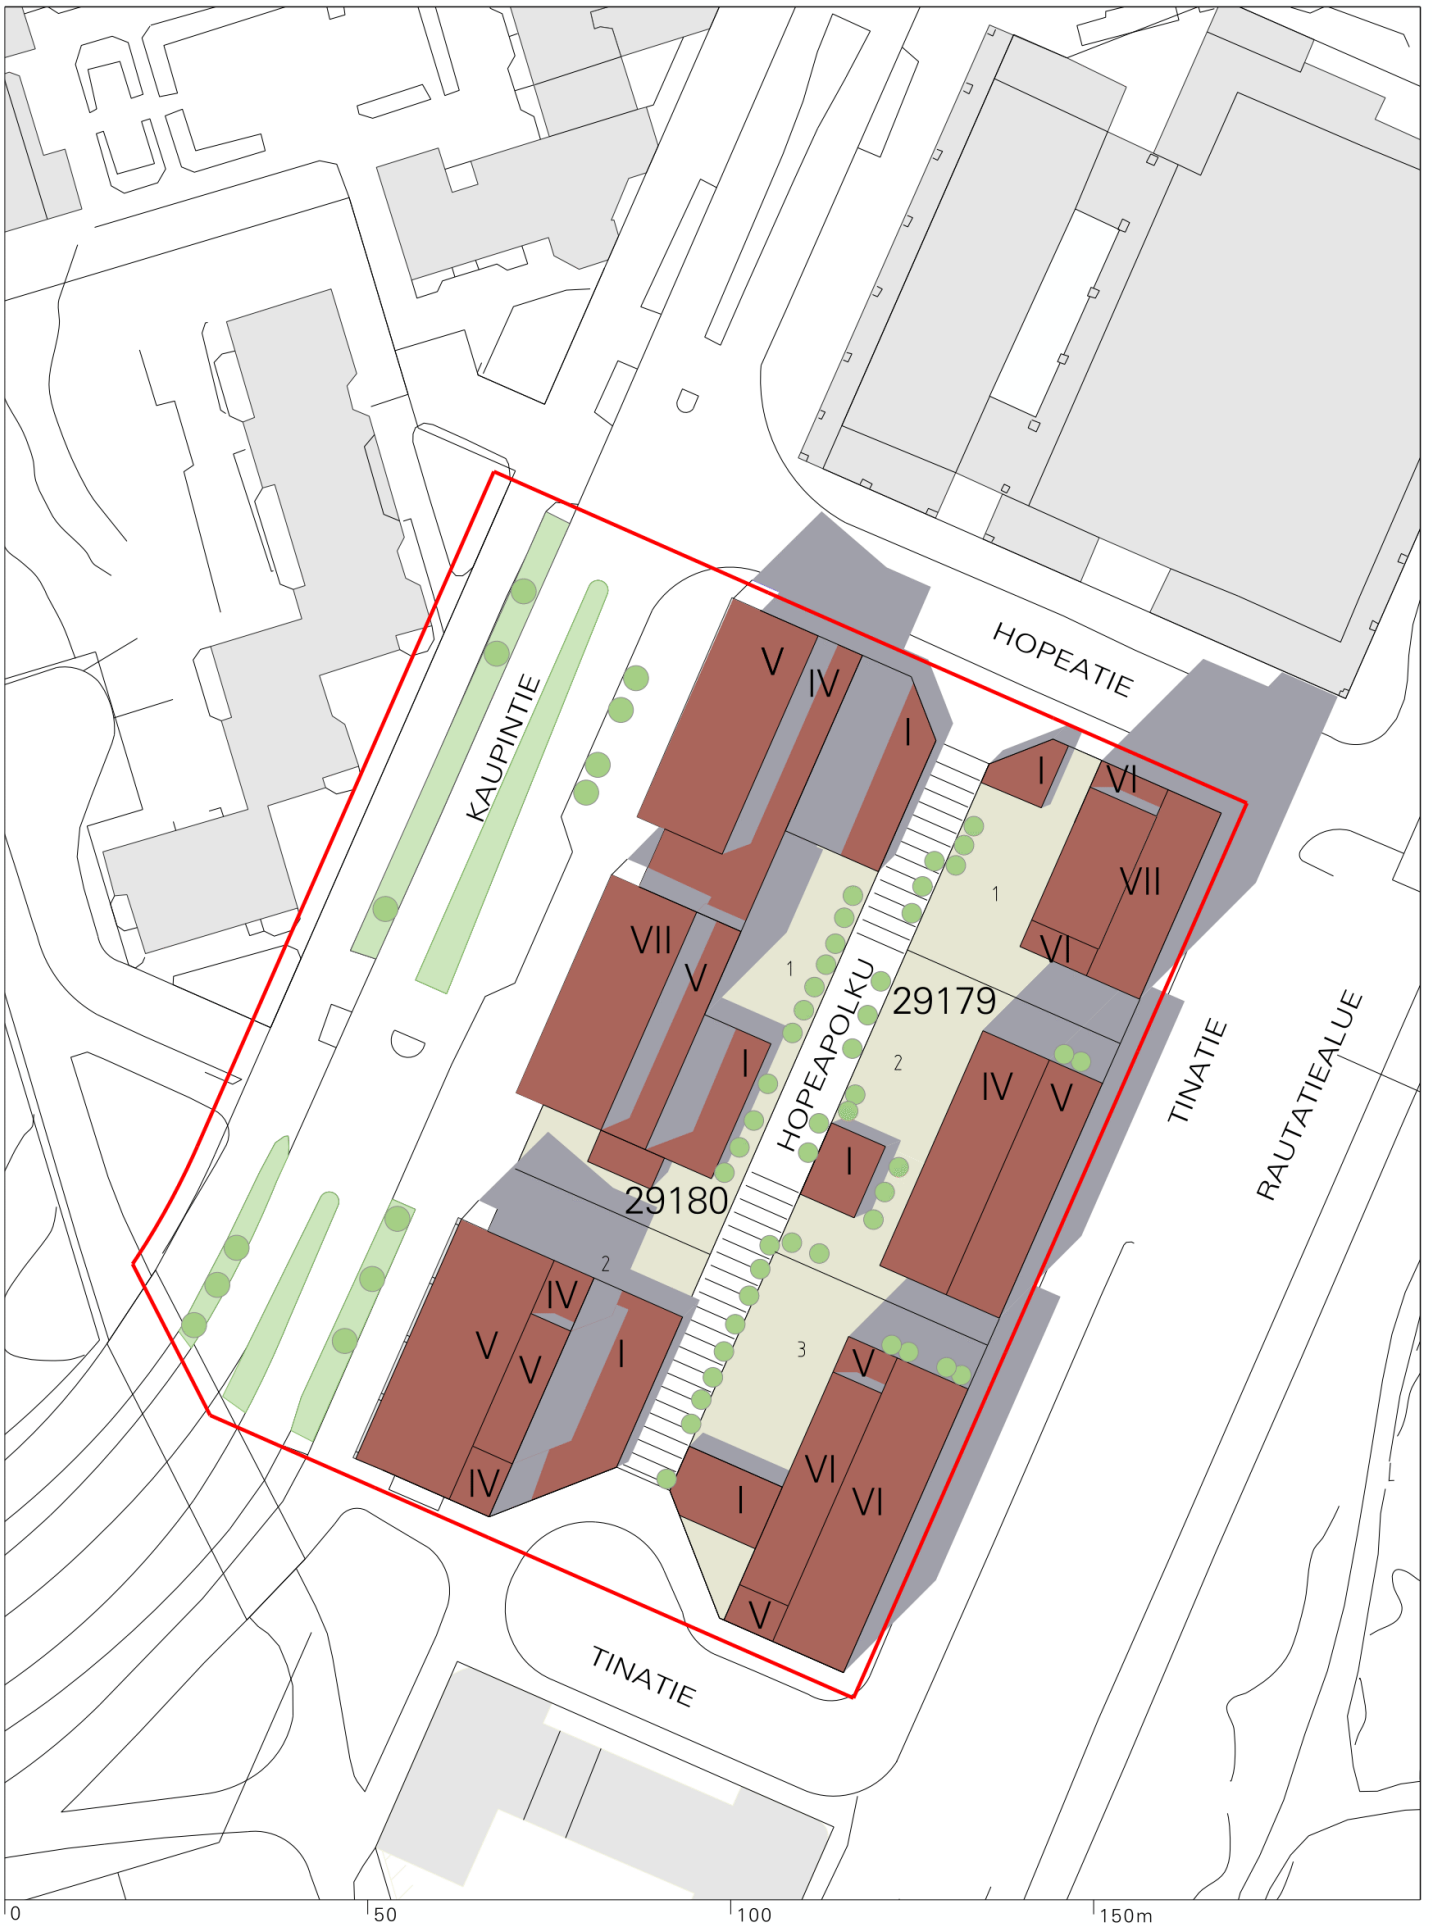 HOPEATIE
V
IV
I
I
VI
KAUPINTIE
VII
1
VI
VII
V
1
HOPEAPOLKU
29179
I
2
IV
V
TINATIE
RAUTATIEALUE
I
29180
2
IV
V
V
I
3
V
IV
VI
VI
I
V
TINATIE
0
50
100
150m